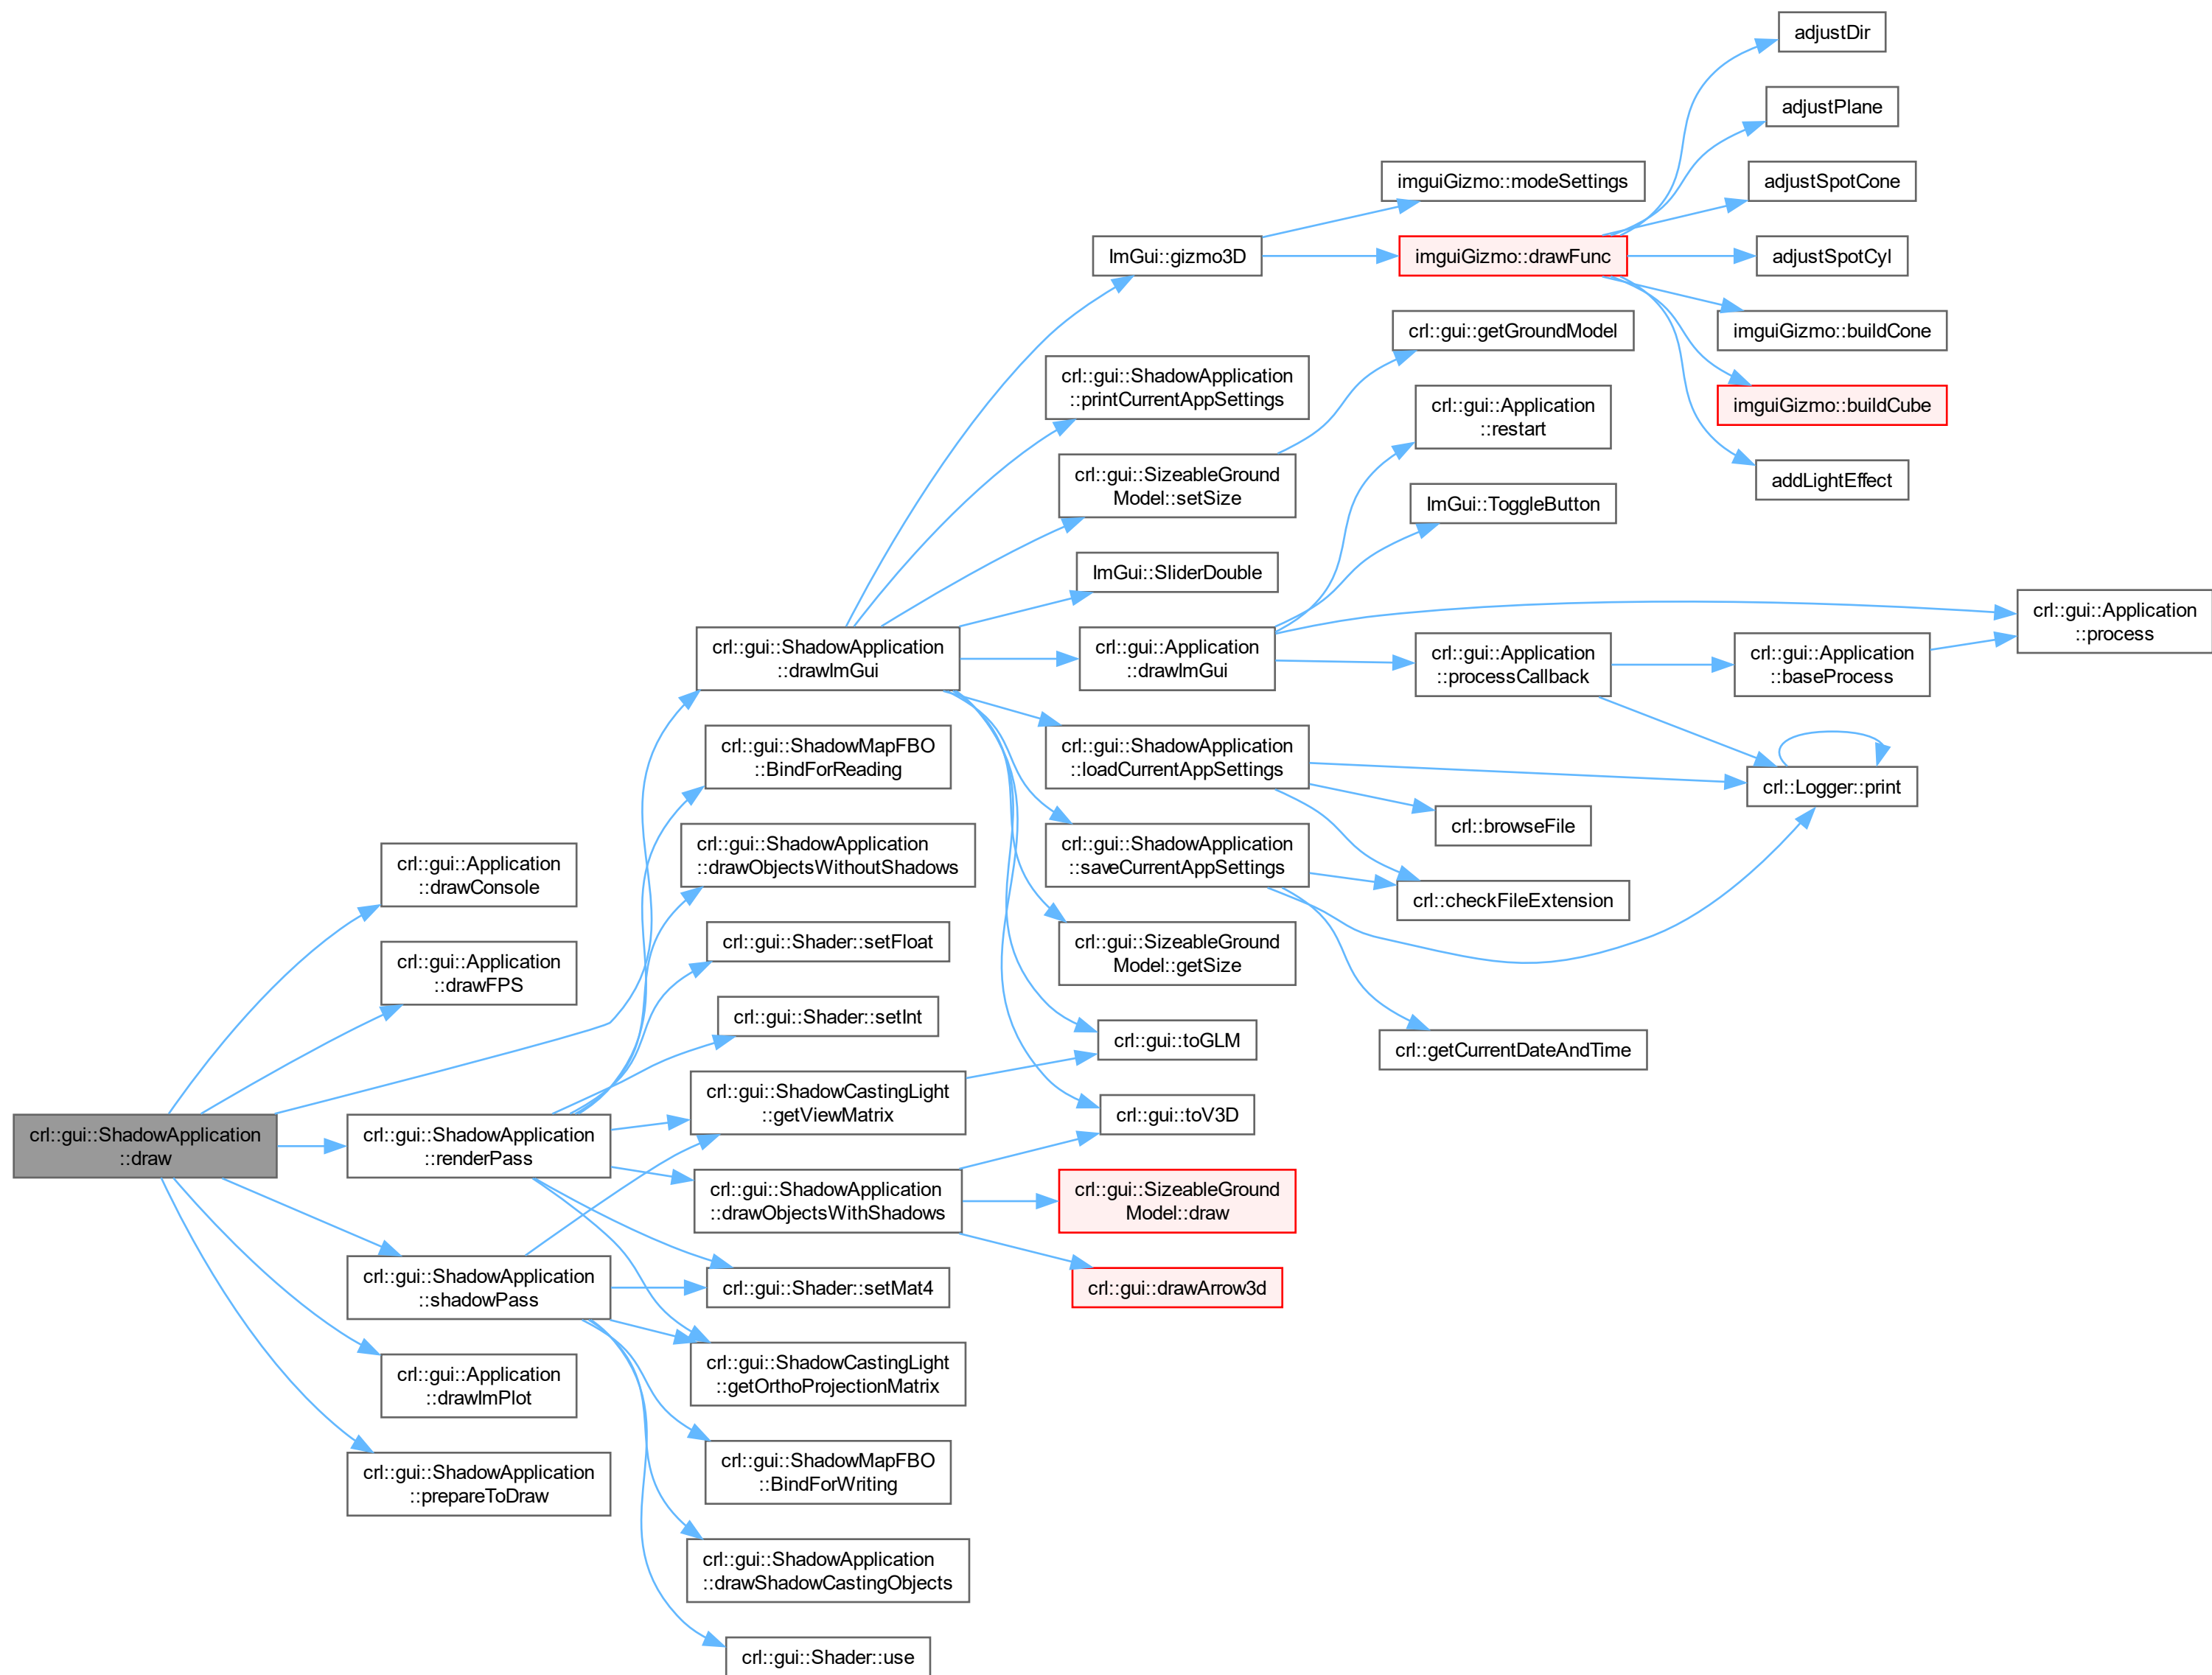 crl::gui::ShadowApplication
::draw
crl::gui::Application
::drawConsole
crl::gui::Application
::drawFPS
crl::gui::ShadowApplication
::renderPass
crl::gui::ShadowApplication
::shadowPass
crl::gui::Application
::drawImPlot
crl::gui::ShadowApplication
::prepareToDraw
crl::gui::ShadowApplication
::drawImGui
crl::gui::ShadowMapFBO
::BindForReading
crl::gui::ShadowApplication
::drawObjectsWithoutShadows
crl::gui::Shader::setFloat
crl::gui::Shader::setInt
crl::gui::ShadowCastingLight
::getViewMatrix
crl::gui::ShadowApplication
::drawObjectsWithShadows
crl::gui::Shader::setMat4
crl::gui::ShadowCastingLight
::getOrthoProjectionMatrix
crl::gui::ShadowMapFBO
::BindForWriting
crl::gui::ShadowApplication
::drawShadowCastingObjects
crl::gui::Shader::use
ImGui::gizmo3D
crl::gui::ShadowApplication
::printCurrentAppSettings
crl::gui::SizeableGround
Model::setSize
ImGui::SliderDouble
crl::gui::Application
::drawImGui
crl::gui::ShadowApplication
::loadCurrentAppSettings
crl::gui::ShadowApplication
::saveCurrentAppSettings
crl::gui::SizeableGround
Model::getSize
crl::gui::toGLM
crl::gui::toV3D
crl::gui::SizeableGround
Model::draw
crl::gui::drawArrow3d
imguiGizmo::modeSettings
imguiGizmo::drawFunc
crl::gui::getGroundModel
crl::gui::Application
::restart
ImGui::ToggleButton
crl::gui::Application
::processCallback
crl::browseFile
crl::checkFileExtension
crl::getCurrentDateAndTime
adjustDir
adjustPlane
adjustSpotCone
adjustSpotCyl
imguiGizmo::buildCone
imguiGizmo::buildCube
addLightEffect
crl::gui::Application
::baseProcess
crl::Logger::print
crl::gui::Application
::process